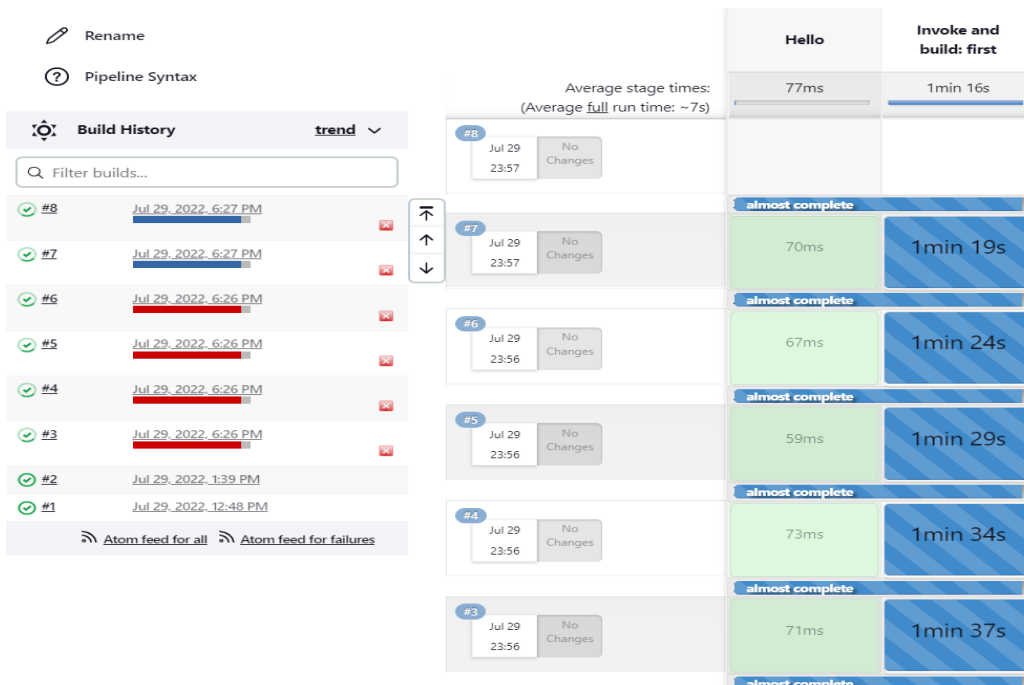 Rename
Pipeline Syntax
Build History
trend
Filter builds...
#8 Jul 29, 2022, 6:27 PM
#7 Jul 29, 2022, 6:27 PM
#6 Jul 29, 2022, 6:26 PM
#5 Jul 29, 2022, 6:26 PM
#4 Jul 29, 2022, 6:26 PM
#3 Jul 29, 2022, 6:26 PM
#2 Jul 29, 2022, 1:39 PM
#1 Jul 29, 2022, 12:48 PM
Atom feed for all Atom feed for failures
Hello
Invoke and
build: first
Average stage times:
(Average full run time: ~7s)
77ms
1min 16s
#8
Jul 29
23:57
No
Changes
almost complete
#7
Jul 29
23:57
No
Changes
70ms
1min 19s
almost complete
#6
Jul 29
23:56
No
Changes
67ms
1min 24s
almost complete
#5
Jul 29
23:56
No
Changes
59ms
1min 29s
almost complete
#4
Jul 29
23:56
No
Changes
73ms
1min 34s
almost complete
#3
Jul 29
23:56
No
Changes
71ms
1min 37s
almost complete